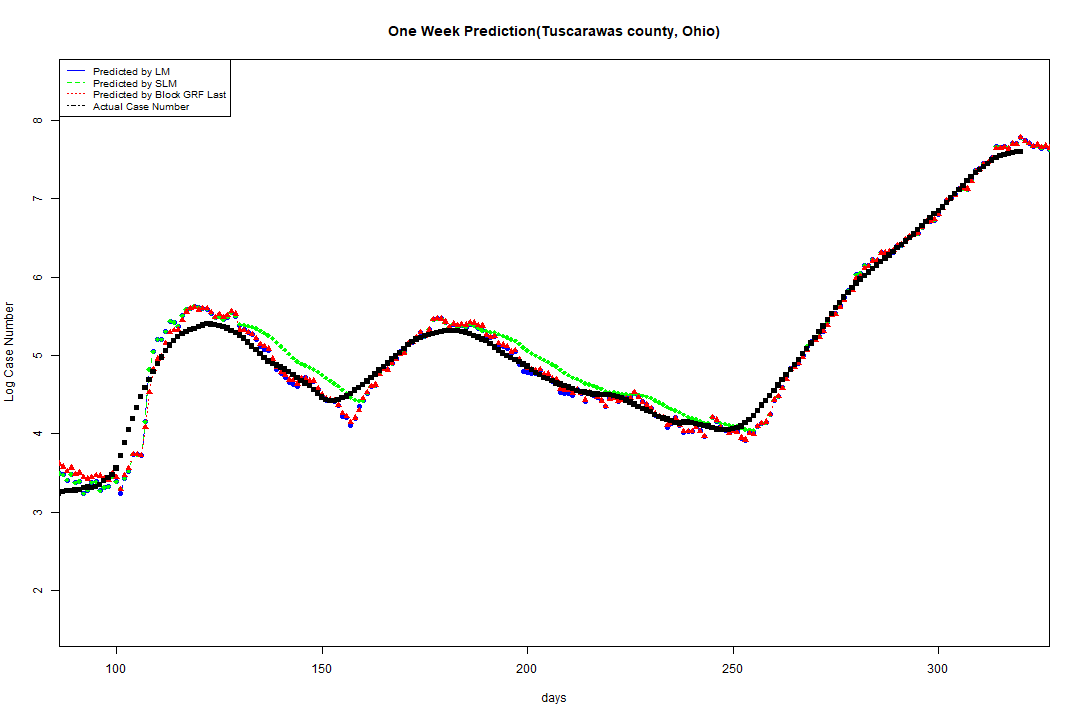 One Week Prediction(Tuscarawas county, Ohio)
Predicted by LM
Predicted by SLM
Predicted by Block GRF Last
Actual Case Number
Log Case Number
8
7
6
5
4
3
2
100 150 200 250 300
days